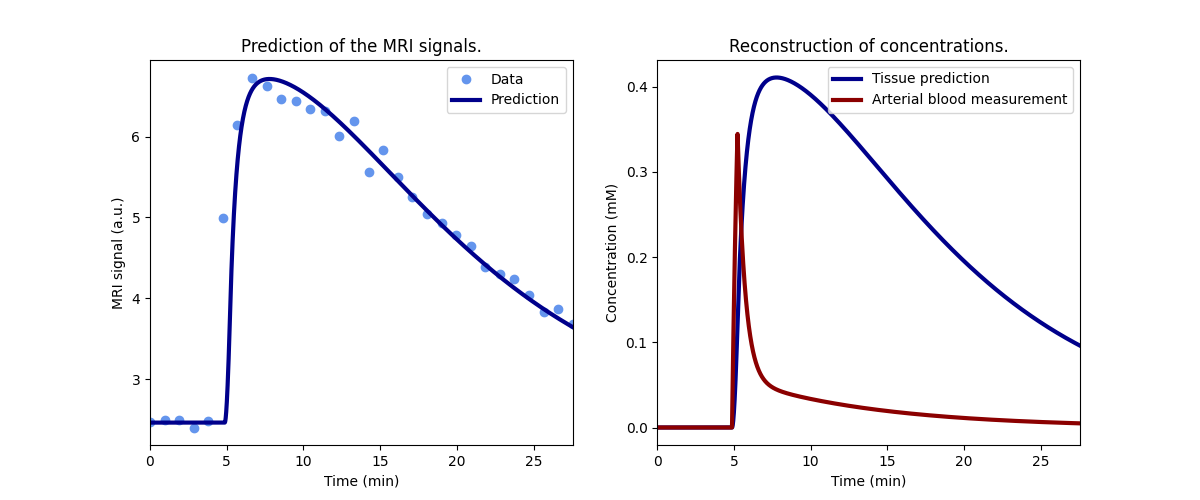 Prediction of the MRI signals.
MRI signal (a.u.)
6
5
4
3
Data
Prediction
0
5
10
15
20
25
Time (min)
Reconstruction of concentrations.
Concentration (mM)
0.4
0.3
0.2
0.1
0.0
Tissue prediction
Arterial blood measurement
0
5
10
15
20
25
Time (min)